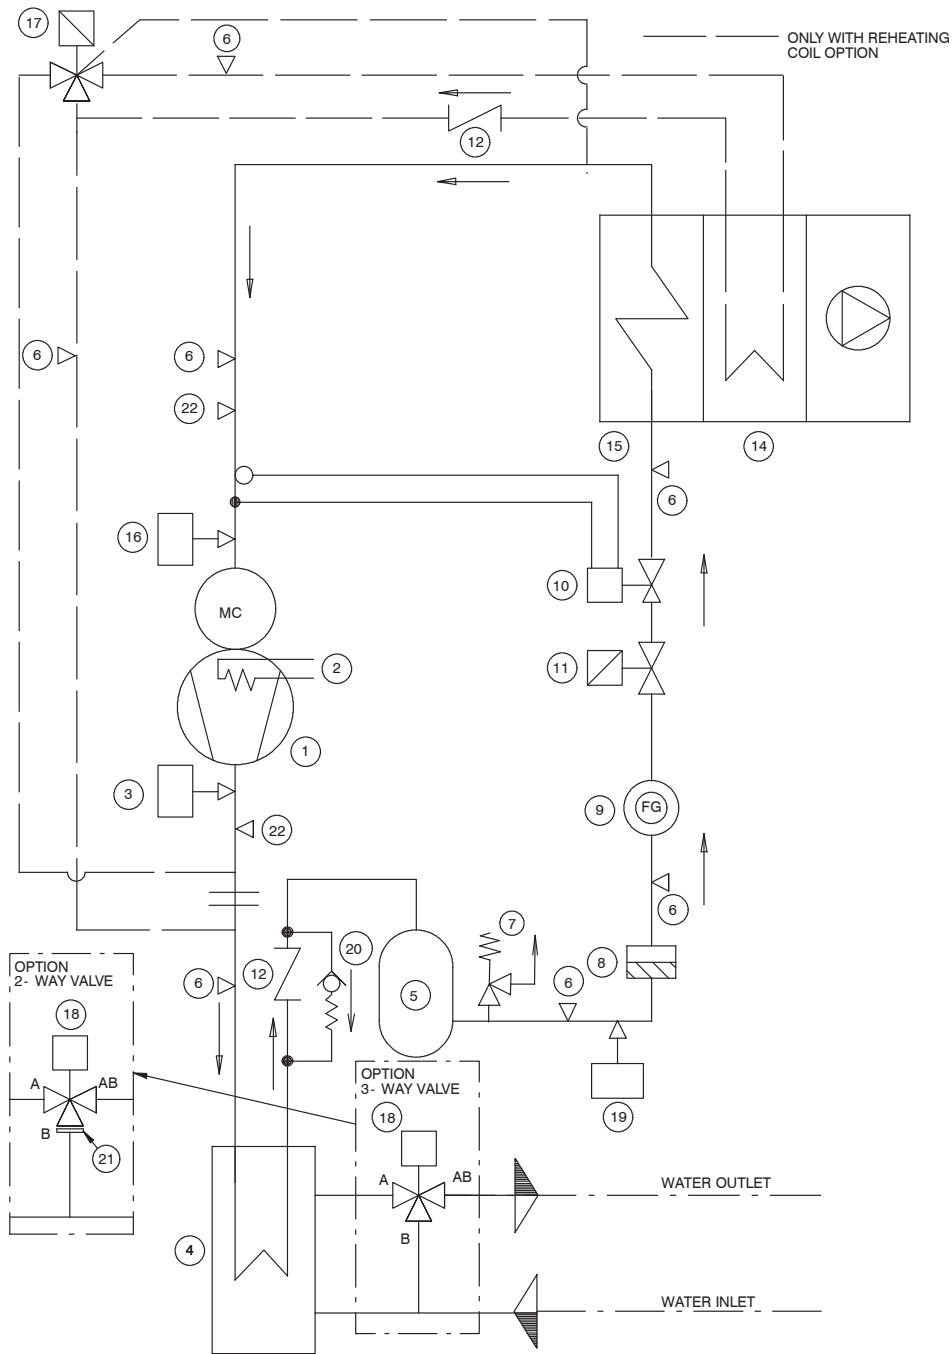 17
6
ONLY WITH REHEATING
COIL OPTION
12
6
6
22
15
14
6
16
10
MC
11
2
1
3
9
FG
22
6
7
20
8
OPTION
2- WAY VALVE
6
12
5
6
18
OPTION
3- WAY VALVE
A
AB
18
19
B
21
A
AB
WATER OUTLET
B
4
WATER INLET